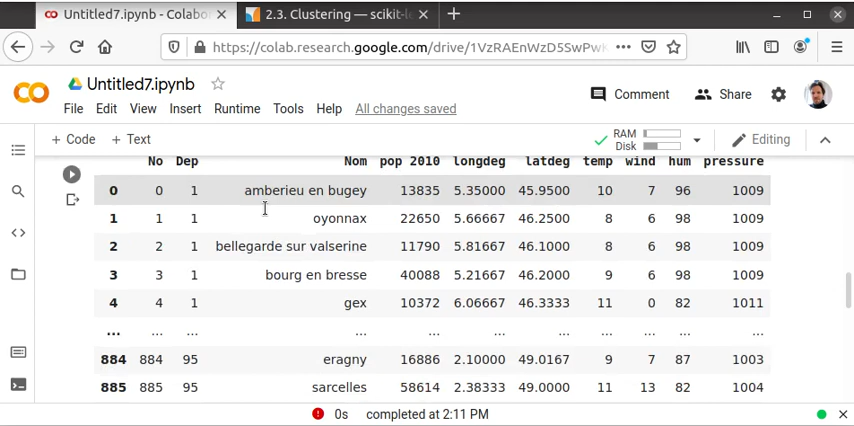 Untitled7.ipynb - Colabo
2.3. Clustering — scikit-le
https://colab.research.google.com/drive/1VzRAEnWzD5SwPwK
Untitled7.ipynb
Comment
Share
File Edit View Insert Runtime Tools Help All changes saved
+ Code + Text
RAM
Disk
Editing
No Dep Nom pop 2010 longdeg latdeg temp wind hum pressure
0 0 1 amberieu en bugey 13835 5.35000 45.9500 10 7 96 1009
1 1 1 oyonnax 22650 5.66667 46.2500 8 6 98 1009
2 2 1 bellegarde sur valserine 11790 5.81667 46.1000 8 6 98 1009
3 3 1 bourg en bresse 40088 5.21667 46.2000 9 6 98 1009
4 4 1 gex 10372 6.06667 46.3333 11 0 82 1011
... ... ... ... ... ... ... ... ... ... ...
884 884 95 eragny 16886 2.10000 49.0167 9 7 87 1003
885 885 95 sarcelles 58614 2.38333 49.0000 11 13 82 1004
0s completed at 2:11 PM